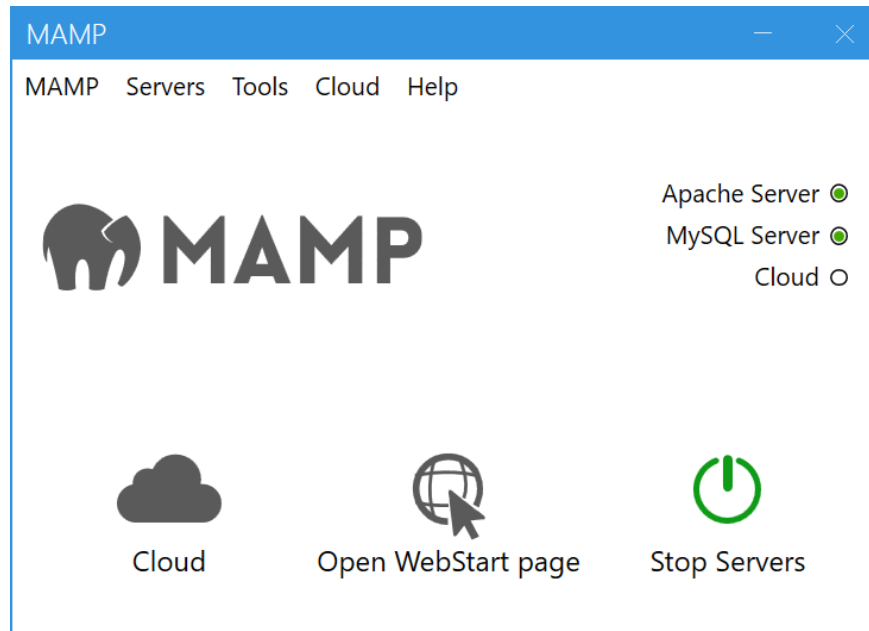 MAMP
MAMP Servers Tools Cloud Help
MAMP
Apache Server
MySQL Server
Cloud
Cloud
Open WebStart page
Stop Servers